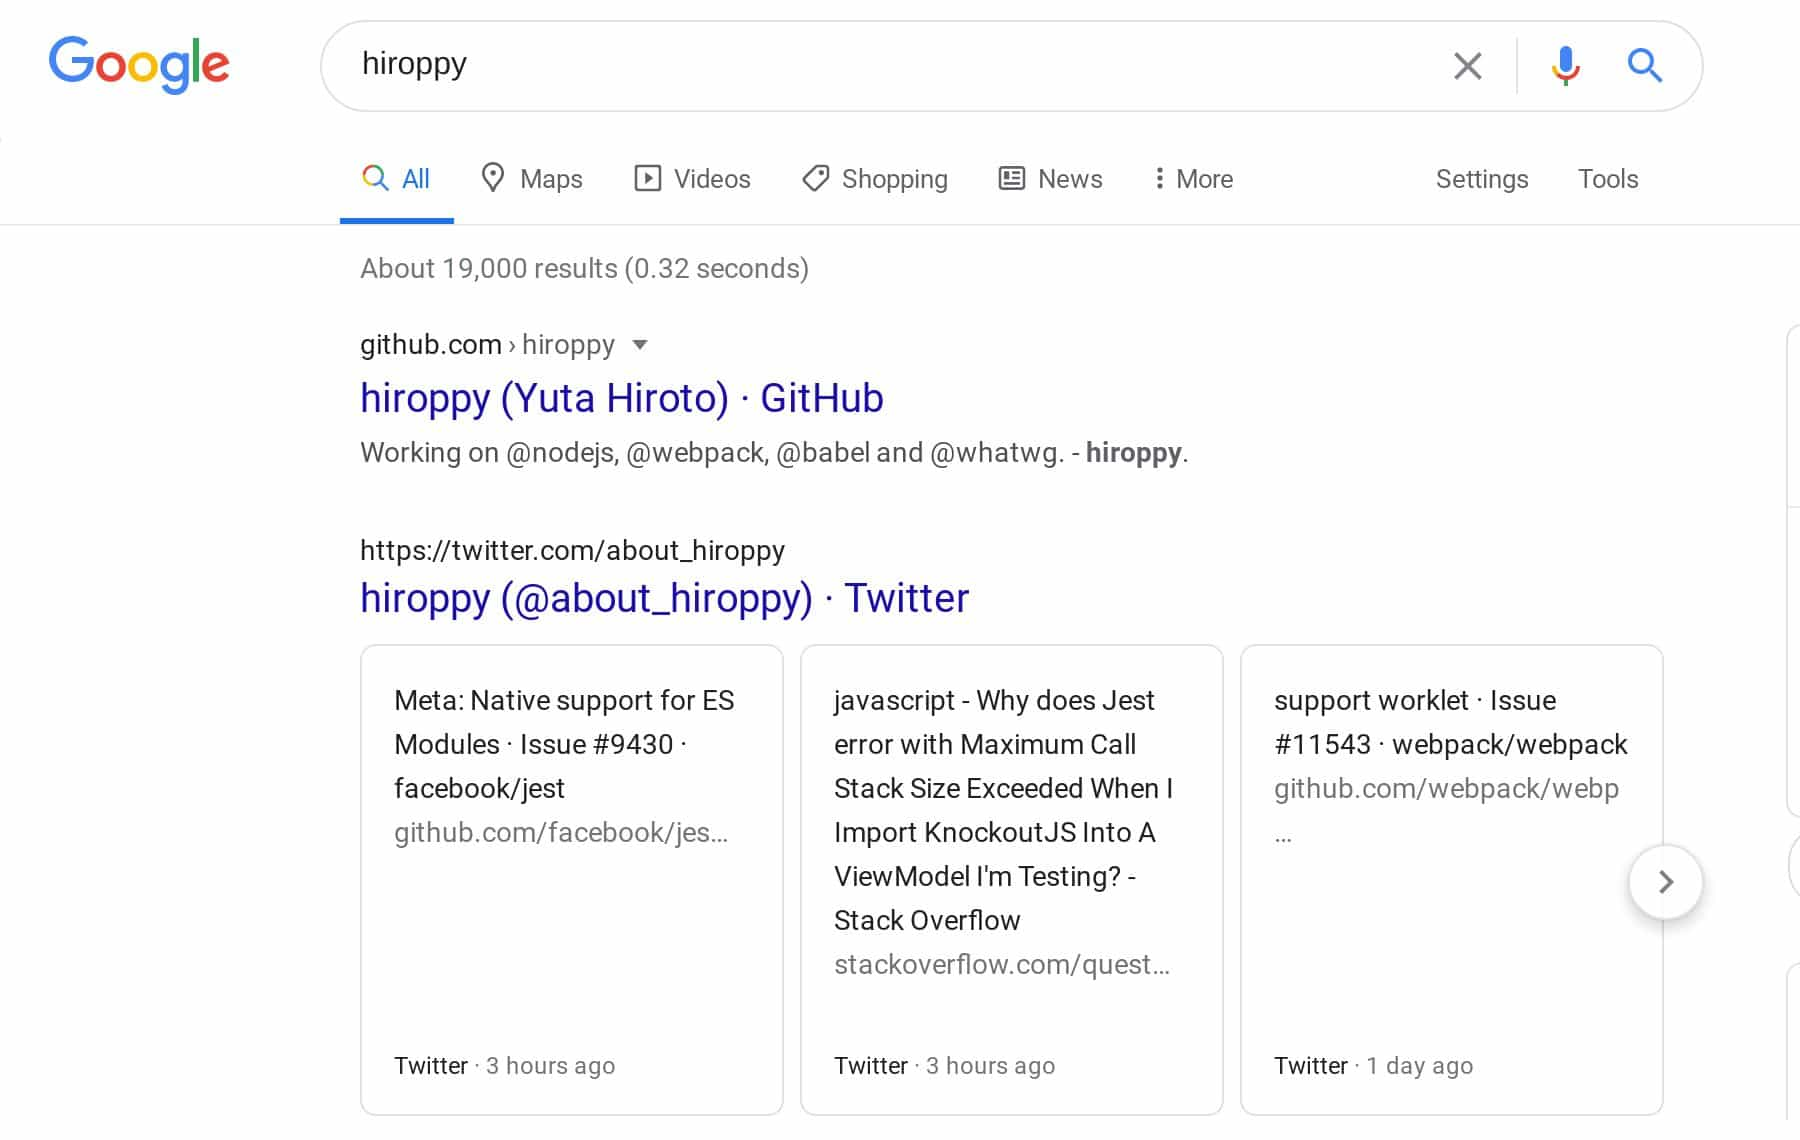 Google
hiroppy
All Maps Videos Shopping News More Settings Tools
About 19,000 results (0.32 seconds)
github.com › hiroppy
hiroppy (Yuta Hiroto) · GitHub
Working on @nodejs, @webpack, @babel and @whatwg. - hiroppy.
https://twitter.com/about_hiroppy
hiroppy (@about_hiroppy) · Twitter
Meta: Native support for ES
Modules · Issue #9430 ·
facebook/jest
github.com/facebook/jes...
Twitter · 3 hours ago
javascript - Why does Jest
error with Maximum Call
Stack Size Exceeded When I
Import KnockoutJS Into A
ViewModel I'm Testing? -
Stack Overflow
stackoverflow.com/quest...
Twitter · 3 hours ago
support worklet · Issue
#11543 · webpack/webpack
github.com/webpack/webp
...
Twitter · 1 day ago